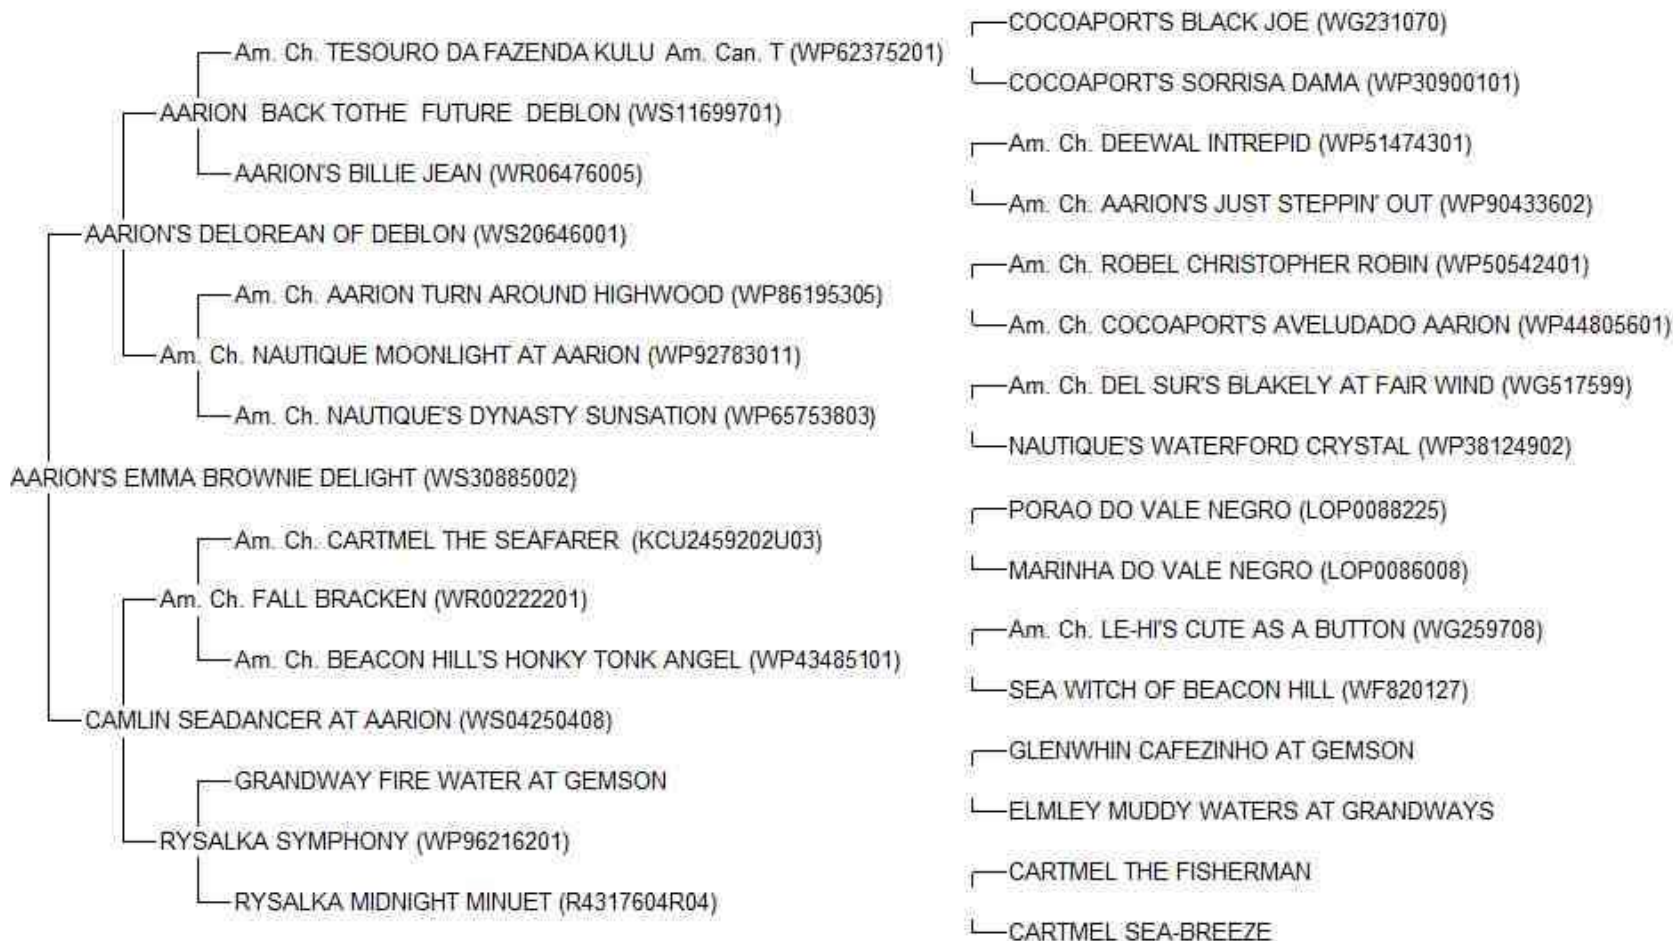 COCOAPORT'S BLACK JOE (WG231070)
Am. Ch. TESOURO DA FAZENDA KULU Am. Can. T (WP62375201)
COCOAPORT'S SORRISA DAMA (WP30900101)
AARION BACK TOTHE FUTURE DEBLON (WS11699701)
Am. Ch. DEEWAL INTREPID (WP51474301)
AARION'S BILLIE JEAN (WR06476005)
Am. Ch. AARION'S JUST STEPPIN' OUT (WP90433602)
AARION'S DELOREAN OF DEBLON (WS20646001)
Am. Ch. ROBEL CHRISTOPHER ROBIN (WP50542401)
Am. Ch. AARION TURN AROUND HIGHWOOD (WP86195305)
Am. Ch. COCOAPORT'S AVELUDADO AARION (WP44805601)
Am. Ch. NAUTIQUE MOONLIGHT AT AARION (WP92783011)
Am. Ch. DEL SUR'S BLAKELY AT FAIR WIND (WG517599)
Am. Ch. NAUTIQUE'S DYNASTY SUNSATION (WP65753803)
NAUTIQUE'S WATERFORD CRYSTAL (WP38124902)
AARION'S EMMA BROWNIE DELIGHT (WS30885002)
PORAO DO VALE NEGRO (LOP0088225)
Am. Ch. CARTMEL THE SEAFARER (KCU2459202U03)
MARINHA DO VALE NEGRO (LOP0086008)
Am. Ch. FALL BRACKEN (WR00222201)
Am. Ch. LE-HI'S CUTE AS A BUTTON (WG259708)
Am. Ch. BEACON HILL'S HONKY TONK ANGEL (WP43485101)
SEA WITCH OF BEACON HILL (WF820127)
CAMLIN SEADANCER AT AARION (WS04250408)
GLENWHIN CAFEZINHO AT GEMSON
GRANDWAY FIRE WATER AT GEMSON
ELMLEY MUDDY WATERS AT GRANDWAYS
RYSALKA SYMPHONY (WP96216201)
CARTMEL THE FISHERMAN
RYSALKA MIDNIGHT MINUET (R4317604R04)
CARTMEL SEA-BREEZE